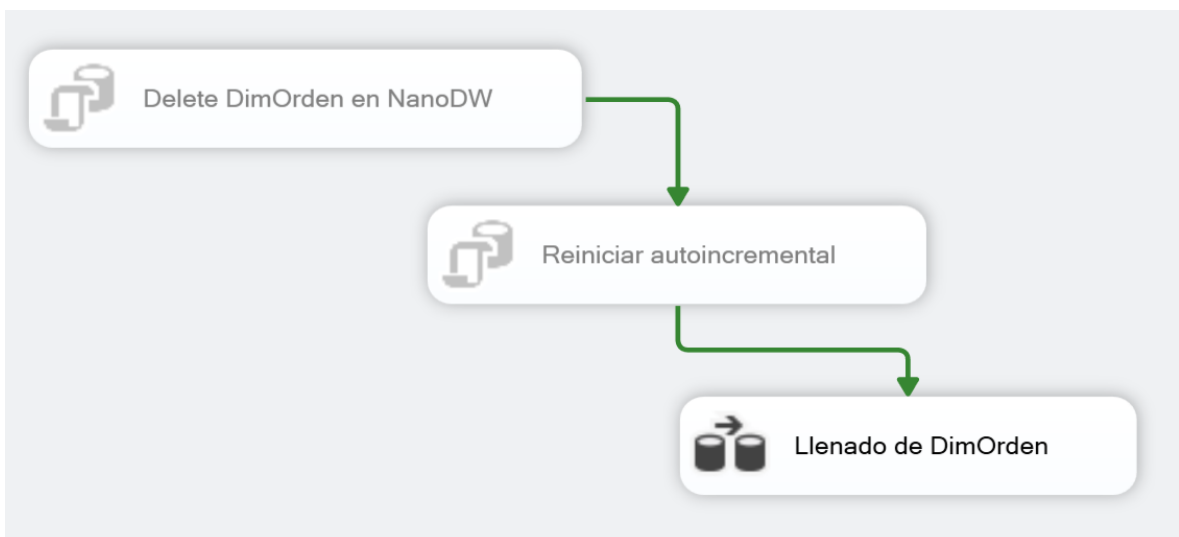 Delete DimOrden en NanoDW
Reiniciar autoincremental
Llenado de DimOrden